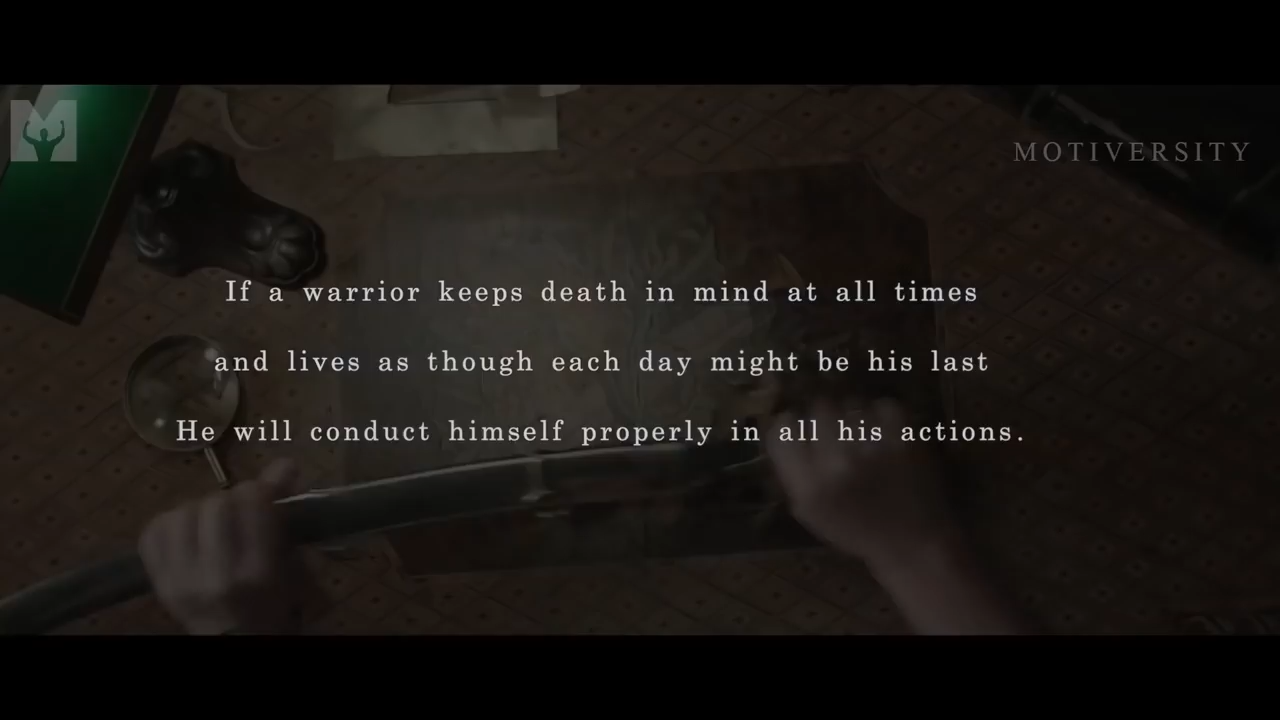 MOTIVERSITY
If a warrior keeps death in mind at all times
and lives as though each day might be his last
He will conduct himself properly in all his actions.